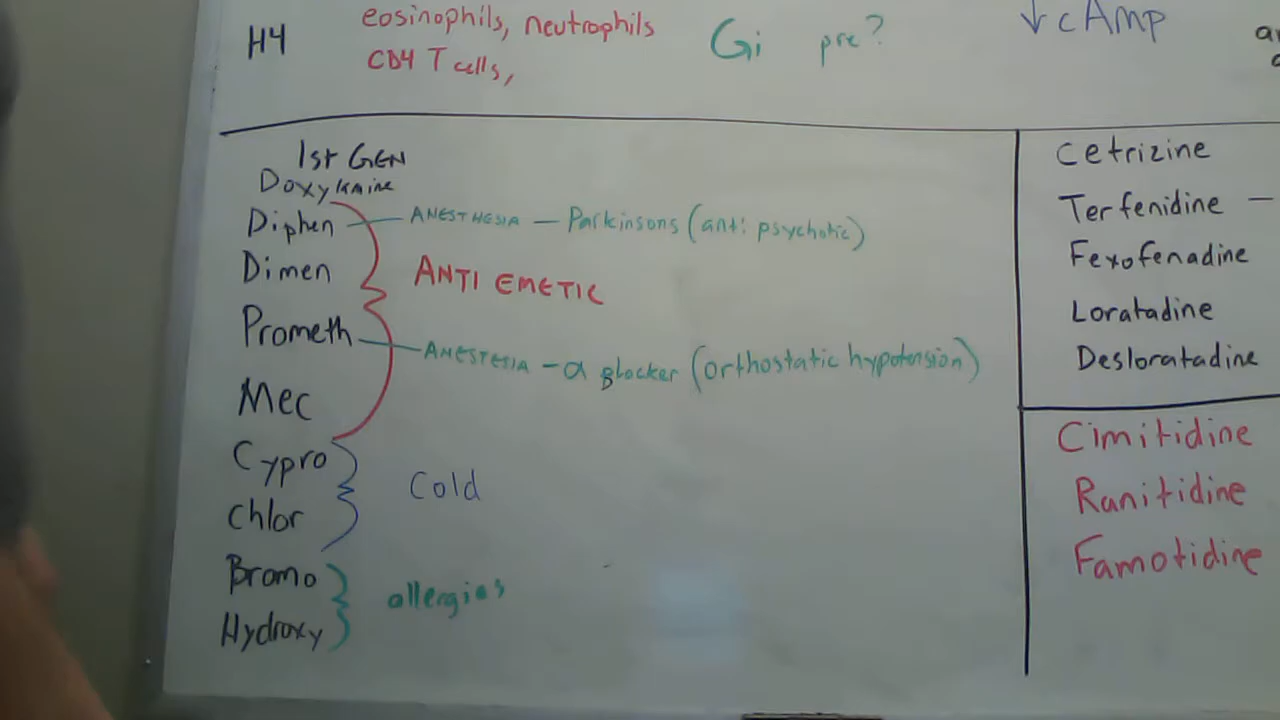 H4 eosinophils, neutrophils Gi pre? ↓cAmp
CD4 T cells,
1st GEN
Doxylamine
Diphen — ANESTHESIA — Parkinsons (anti psychotic)
Dimen ANTI EMETIC
Prometh — ANESTESIA - α Blocker (orthostatic hypotension)
Mec
Cypro
Chlor Cold
Bromo allergies
Hydroxy
Cetrizine
Terfenidine —
Fexofenadine
Loratadine
Desloratadine
Cimitidine
Ranitidine
Famotidine